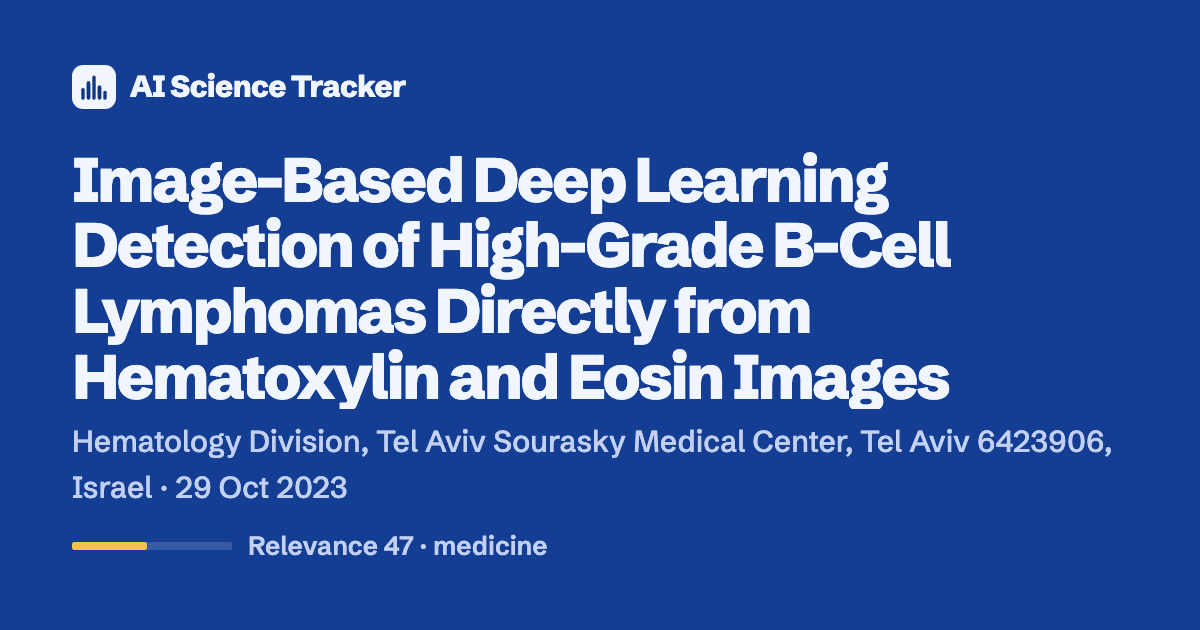 AI Science Tracker
Image-Based Deep Learning
Detection of High-Grade B-Cell
Lymphomas Directly from
Hematoxylin and Eosin Images
Hematology Division, Tel Aviv Sourasky Medical Center, Tel Aviv 6423906,
Israel · 29 Oct 2023
Relevance 47 · medicine